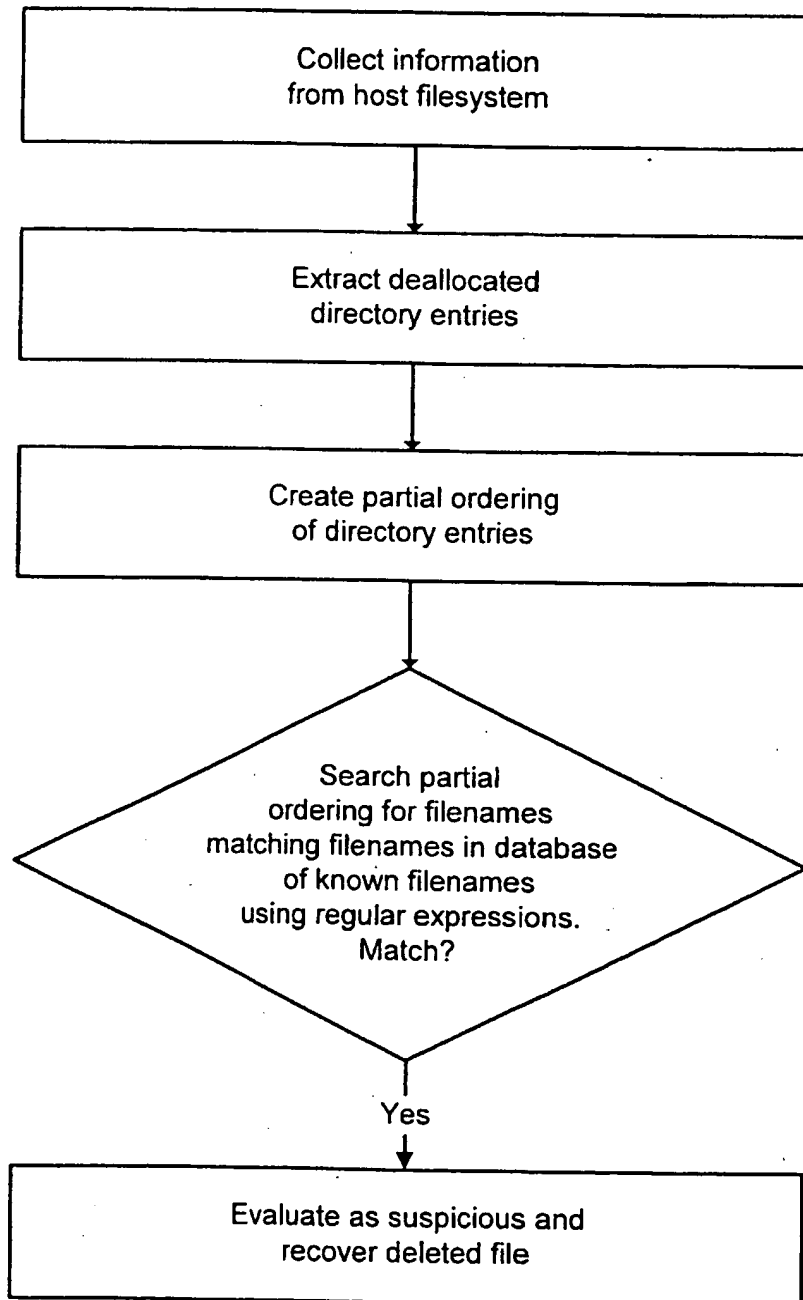 Collect information
from host filesystem
Extract deallocated
directory entries
Create partial ordering
of directory entries
Search partial
ordering for filenames
matching filenames in database
of known filenames
using regular expressions.
Match?
Yes
Evaluate as suspicious and
recover deleted file